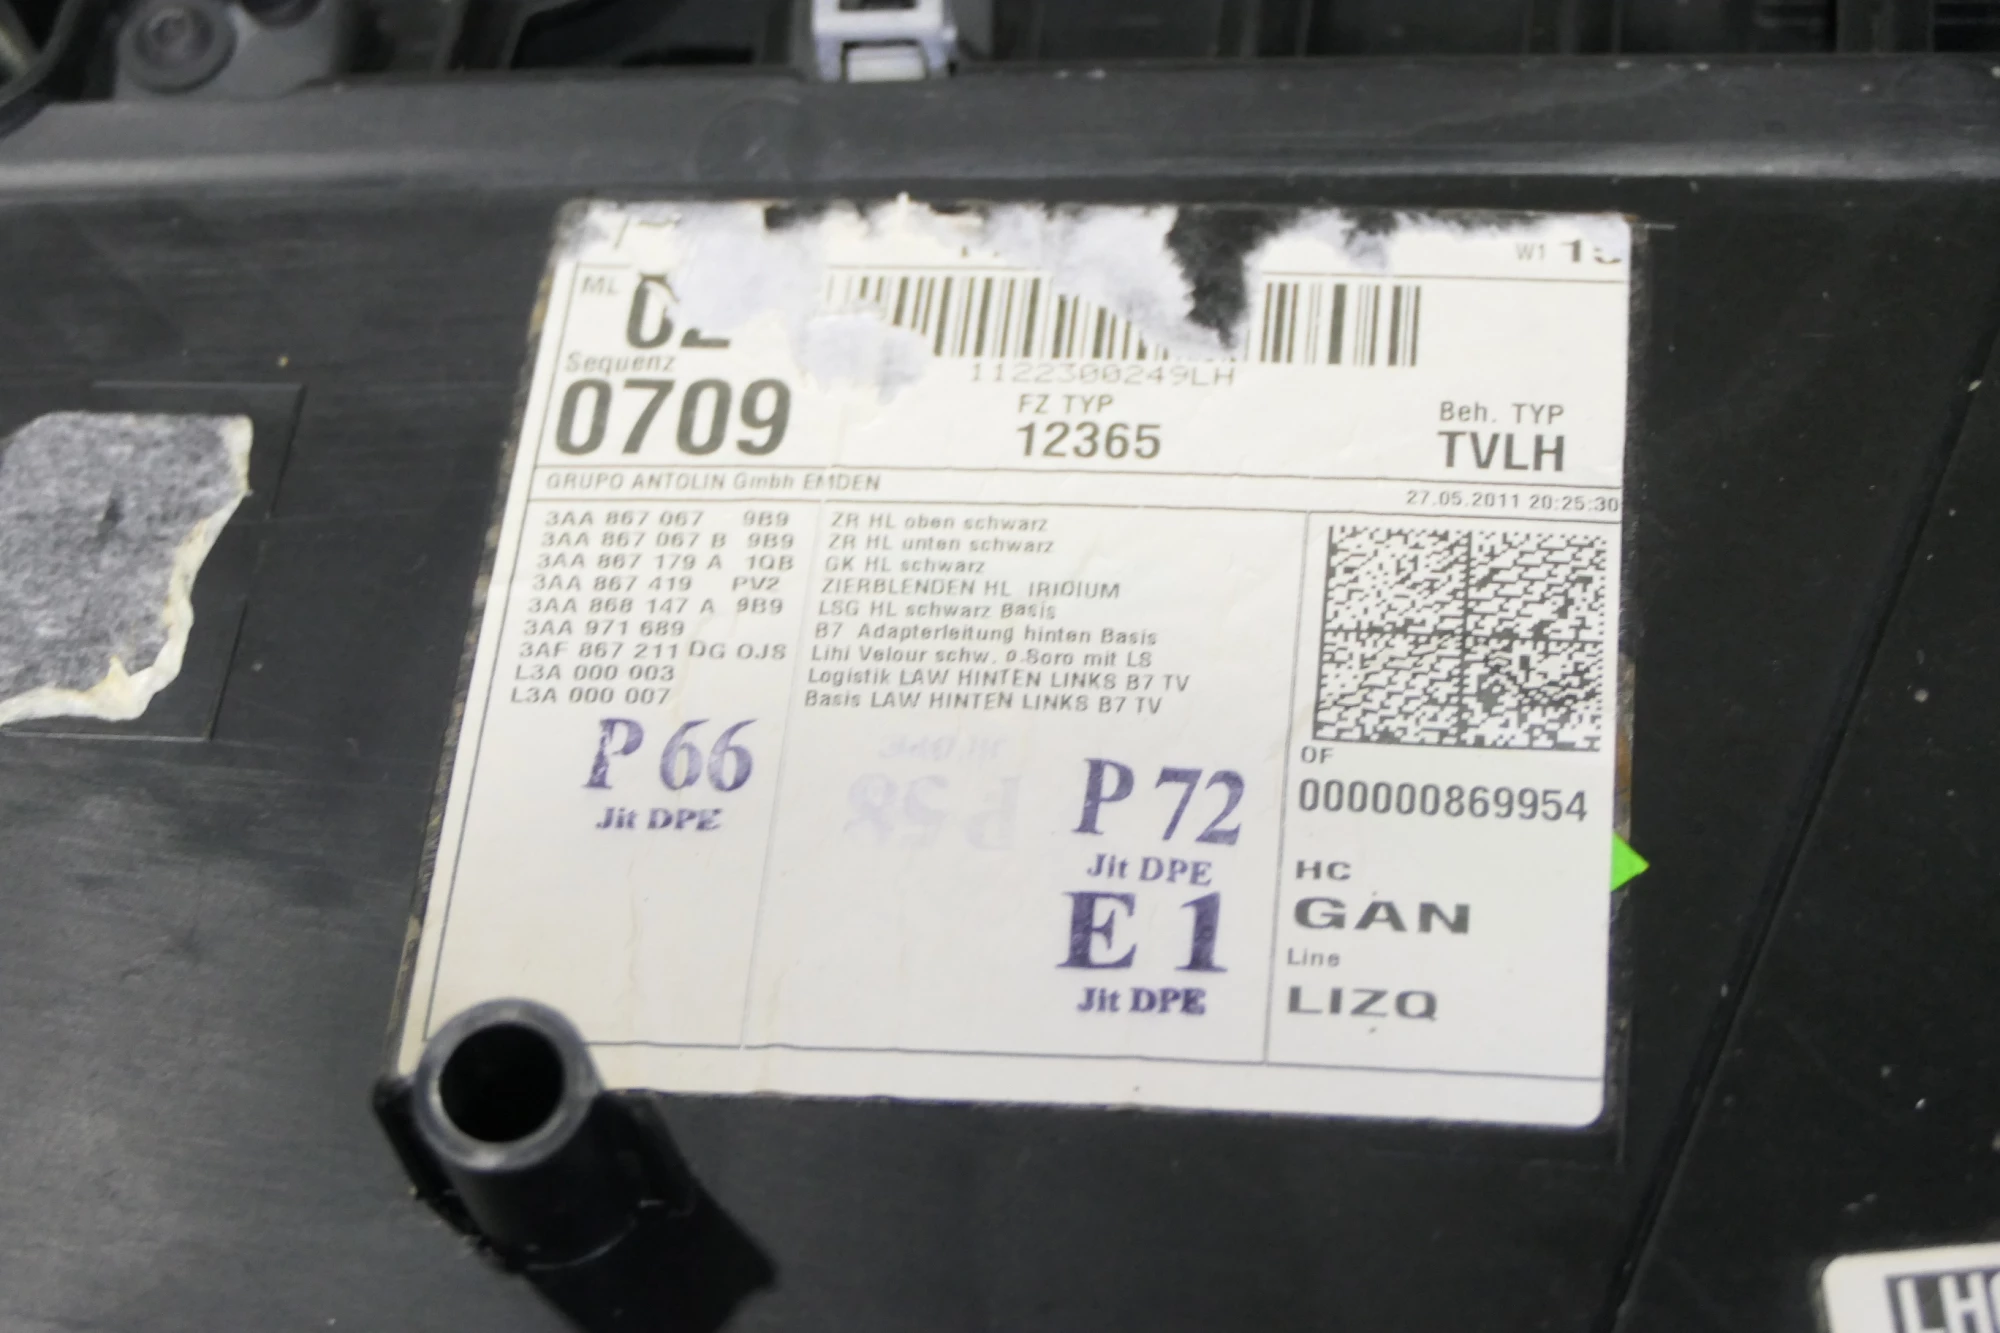 W1
ML
Sequenz
0709
1122300249LH
FZ TYP
12365
Beh. TYP
TVLH
GRUPO ANTOLIN Gmbh EMDEN
27.05.2011 20:25:30
3AA 867 067 9B9 ZR HL oben schwarz
3AA 867 067 B 9B9 ZR HL unten schwarz
3AA 867 179 A 1QB GK HL schwarz
3AA 867 419 PV2 ZIERBLENDEN HL IRIDIUM
3AA 868 147 A 9B9 LSG HL schwarz Basis
3AA 971 689 B7 Adapterleitung hinten Basis
3AF 867 211 DG OJS Lihi Velour schw. o.Soro mit LS
L3A 000 003 Logistik LAW HINTEN LINKS B7 TV
L3A 000 007 Basis LAW HINTEN LINKS B7 TV
P 66
Jit DPE
P 72
Jit DPE
E 1
Jit DPE
OF
000000869954
HC
GAN
Line
LIZQ